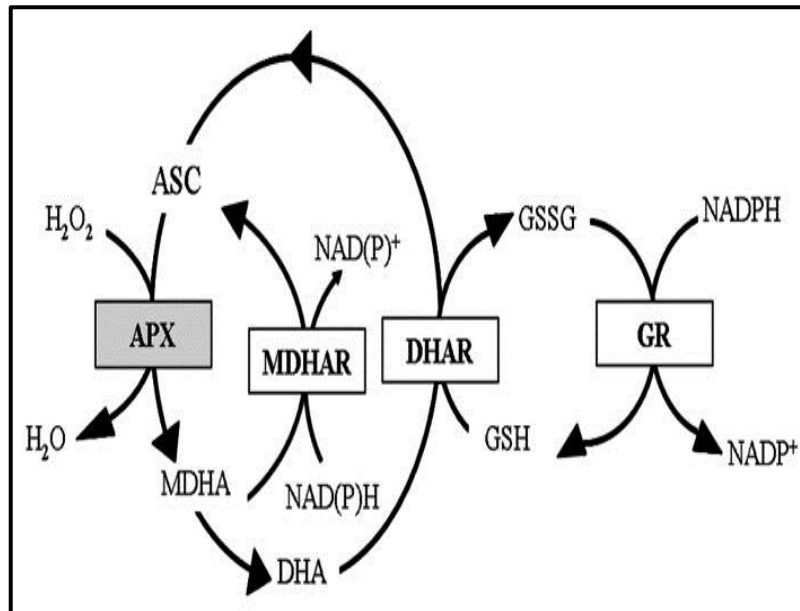 ASC
H₂O₂
GSSG
NADPH
NAD(P)⁺
APX
MDHAR
DHAR
GR
H₂O
GSH
NADP⁺
MDHA
NAD(P)H
DHA